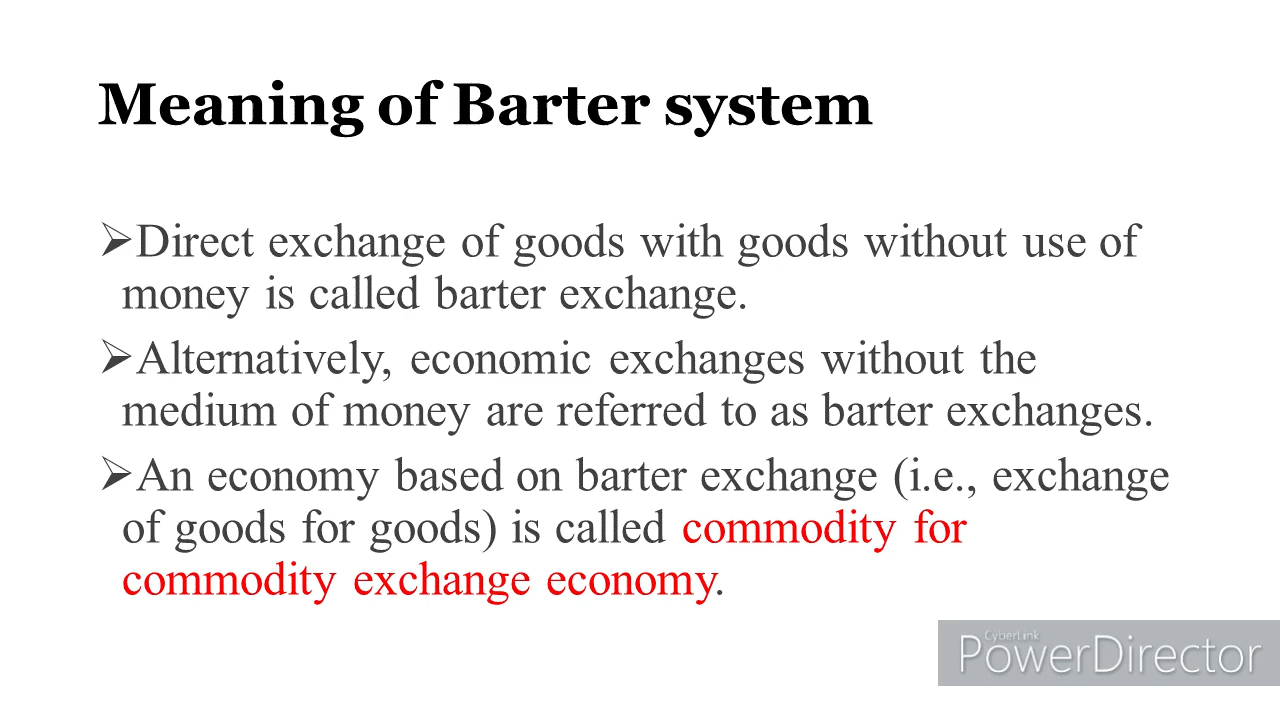 Meaning of Barter system
➢Direct exchange of goods with goods without use of
money is called barter exchange.
➢Alternatively, economic exchanges without the
medium of money are referred to as barter exchanges.
➢An economy based on barter exchange (i.e., exchange
of goods for goods) is called commodity for
commodity exchange economy.
CyberLink
PowerDirector